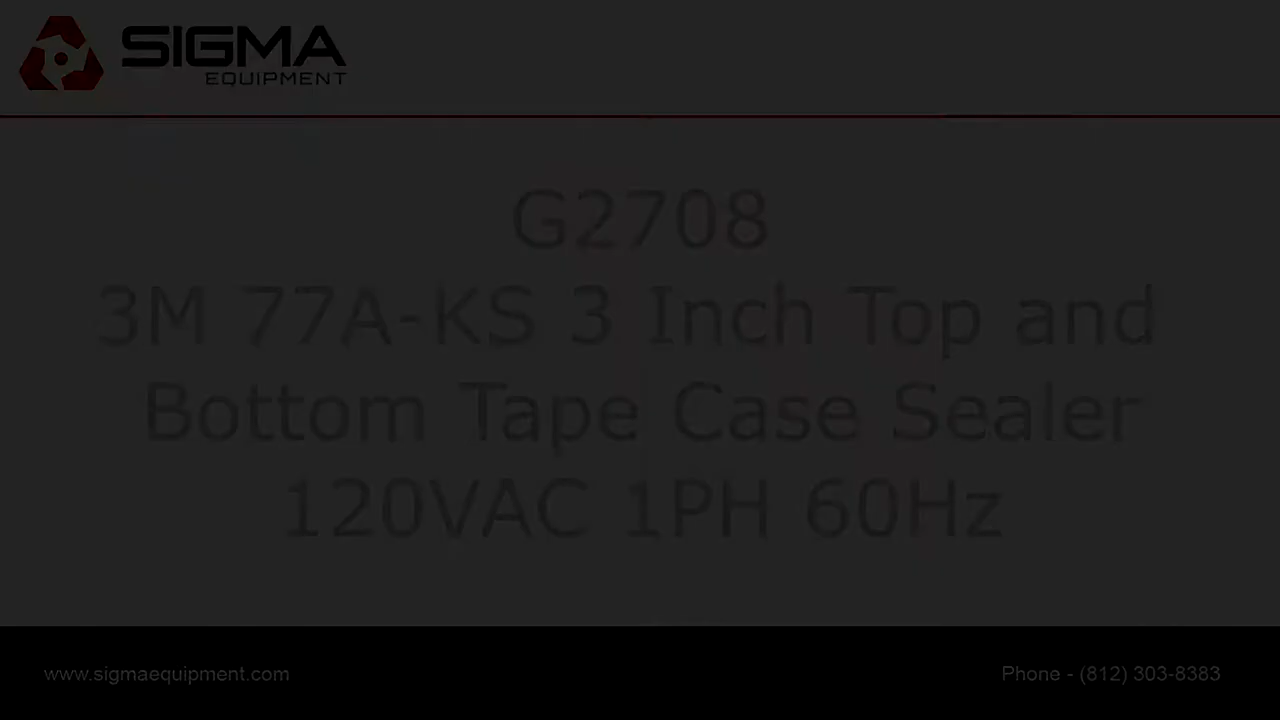 SIGMA
EQUIPMENT
G2708
3M 77A-KS 3 Inch Top and
Bottom Tape Case Sealer
120VAC 1PH 60Hz
www.sigmaequipment.com
Phone - (812) 303-8383